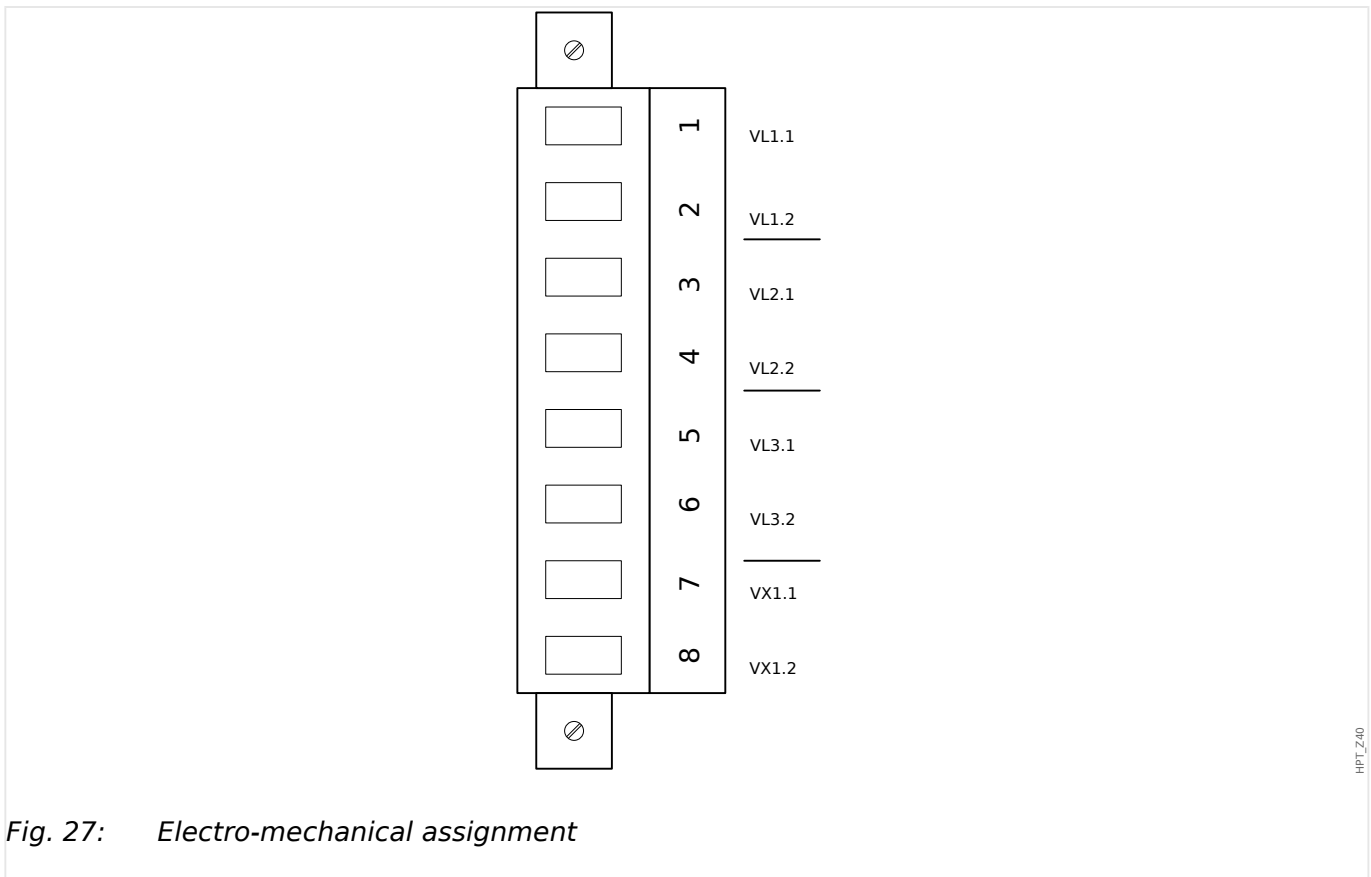 1 VL1.1
2 VL1.2
3 VL2.1
4 VL2.2
5 VL3.1
6 VL3.2
7 VX1.1
8 VX1.2
HPT_Z40
Fig. 27: Electro-mechanical assignment